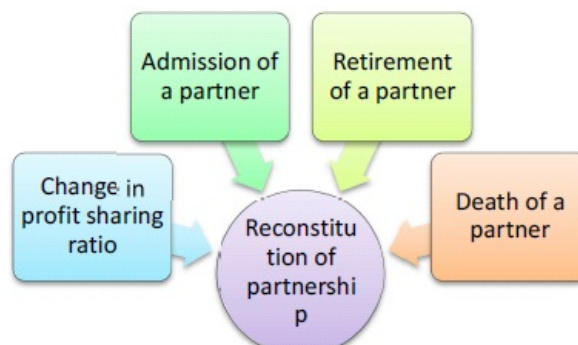 Admission of
a partner
Retirement
of a partner
Change in
profit sharing
ratio
Reconstitu
tion of
partnershi
p
Death of a
partner